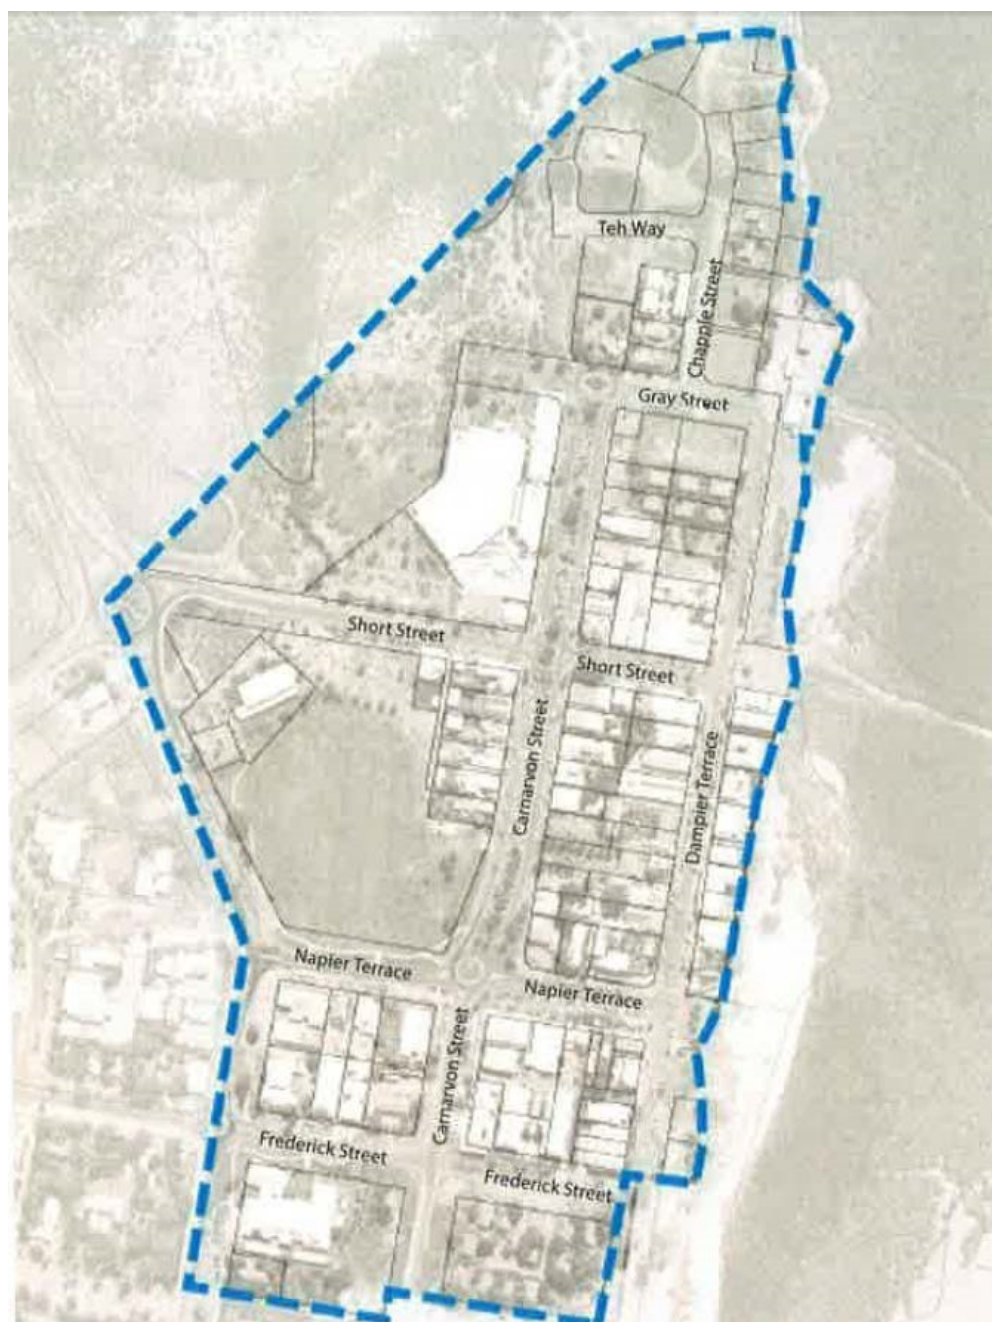 Teh Way
Chapple Street
Gray Street
Short Street
Short Street
Carnarvon Street
Dampier Terrace
Napier Terrace
Napier Terrace
Carnarvon Street
Frederick Street
Frederick Street